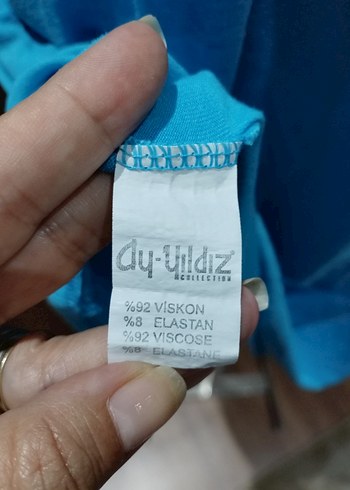 ay-yıldız
COLLECTION
%92 VİSKON
%8 ELASTAN
%92 VISCOSE
%8 ELASTANE